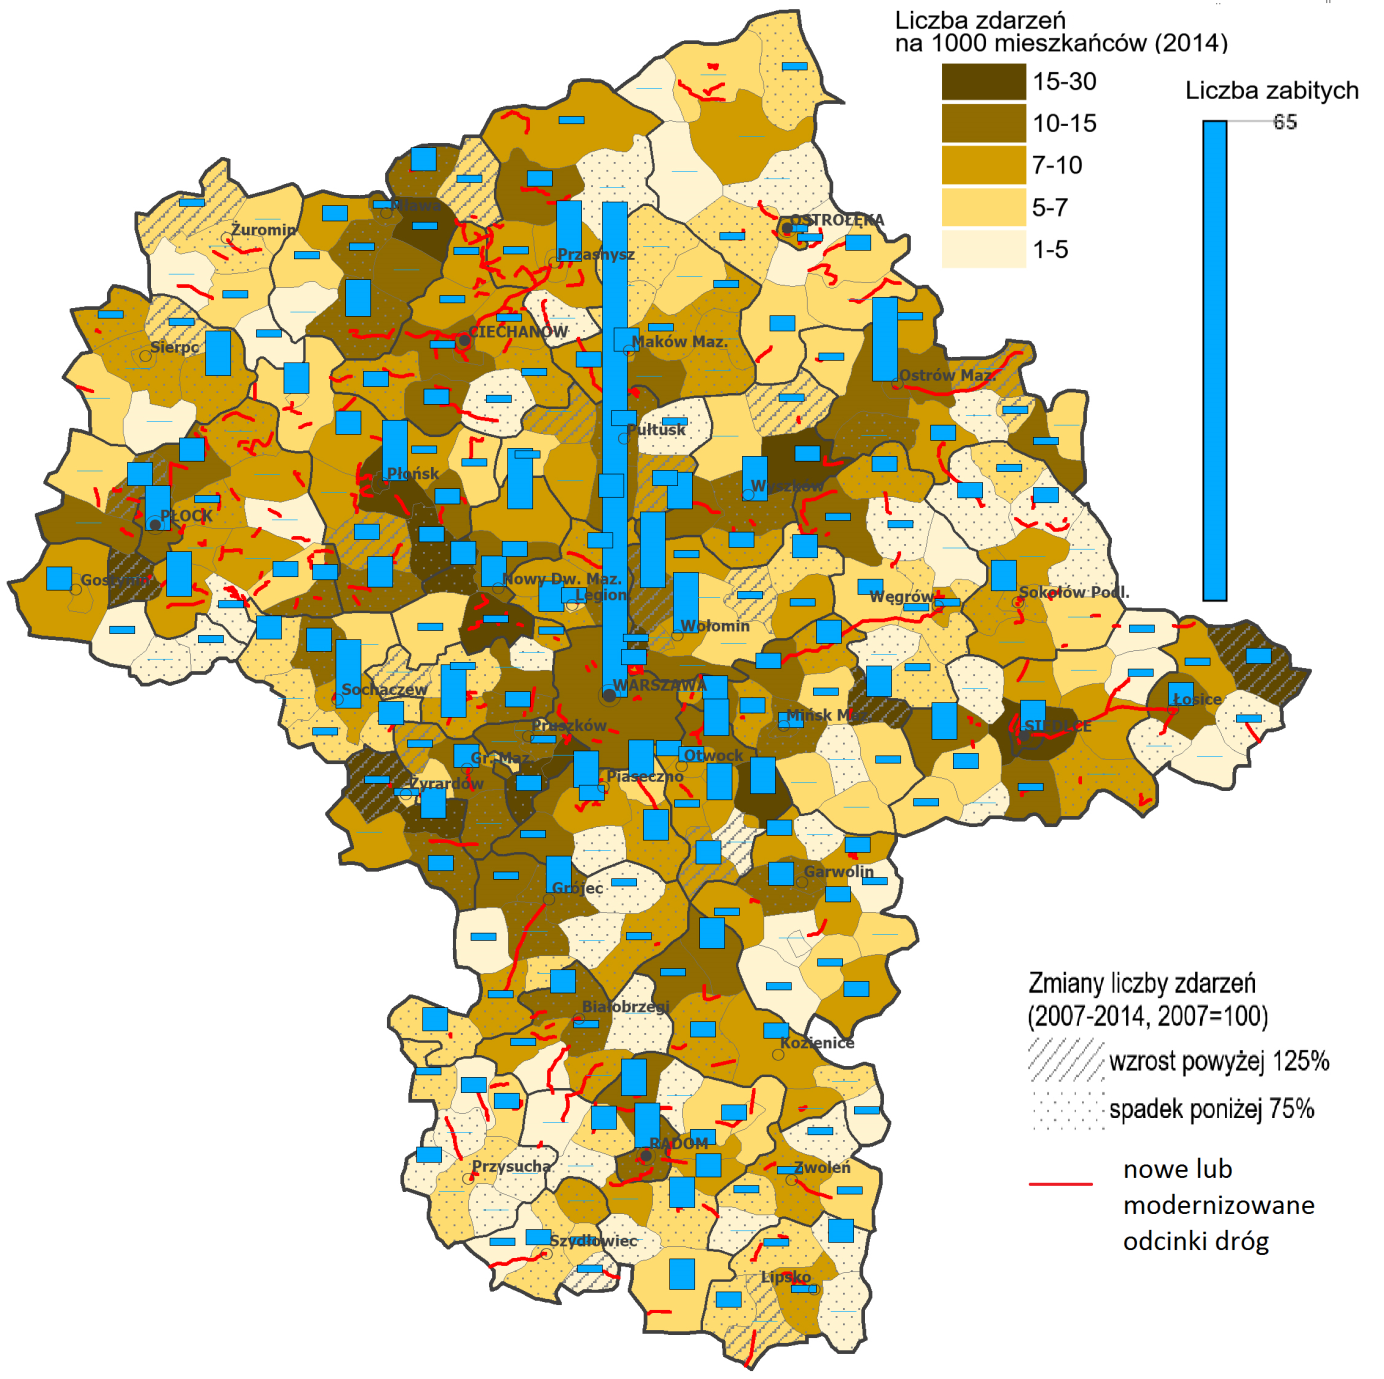 Liczba zdarzeń
na 1000 mieszkańców (2014)
15-30
10-15
7-10
5-7
1-5
Liczba zabitych
65
Mława
Żuromin
OSTROŁĘKA
Przasnysz
CIECHANÓW
Maków Maz.
Sierpc
Ostrów Maz.
Pułtusk
Płońsk
Wyszków
PŁOCK
Gostynin
Nowy Dw. Maz.
Legion.
Węgrów
Sokołów Podl.
Wołomin
Sochaczew
WARSZAWA
Łosice
Mińsk Maz.
SIEDLCE
Pruszków
Gr. Maz.
Otwock
Piaseczno
Żyrardów
Garwolin
Grójec
Białobrzegi
Kozienice
RADOM
Przysucha
Zwoleń
Szydłowiec
Lipsko
Zmiany liczby zdarzeń
(2007-2014, 2007=100)
wzrost powyżej 125%
spadek poniżej 75%
nowe lub
modernizowane
odcinki dróg